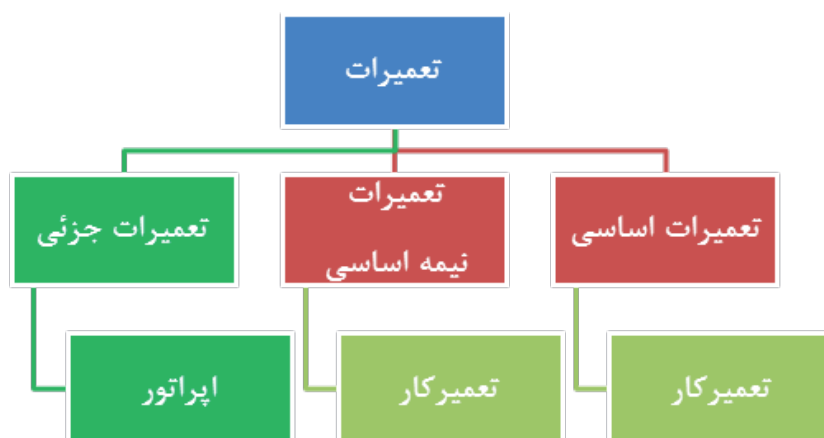 تعمیرات
تعمیرات اساسی
تعمیرات
نیمه اساسی
تعمیرات جزئی
تعمیرکار
تعمیرکار
اپراتور